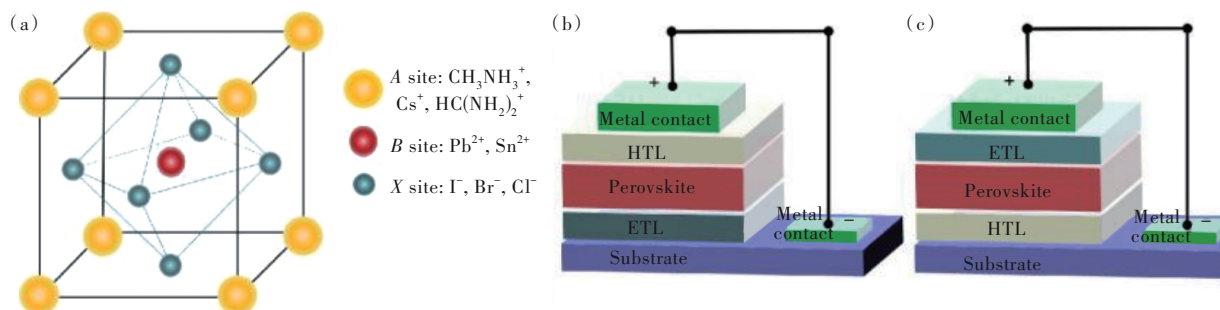 (a)
A site: CH₃NH₃⁺,
Cs⁺, HC(NH₂)₂⁺
B site: Pb²⁺, Sn²⁺
X site: I⁻, Br⁻, Cl⁻
(b)
+
Metal contact
HTL
Perovskite
ETL
Metal
contact
−
Substrate
(c)
+
Metal contact
ETL
Perovskite
HTL
Metal
contact
−
Substrate